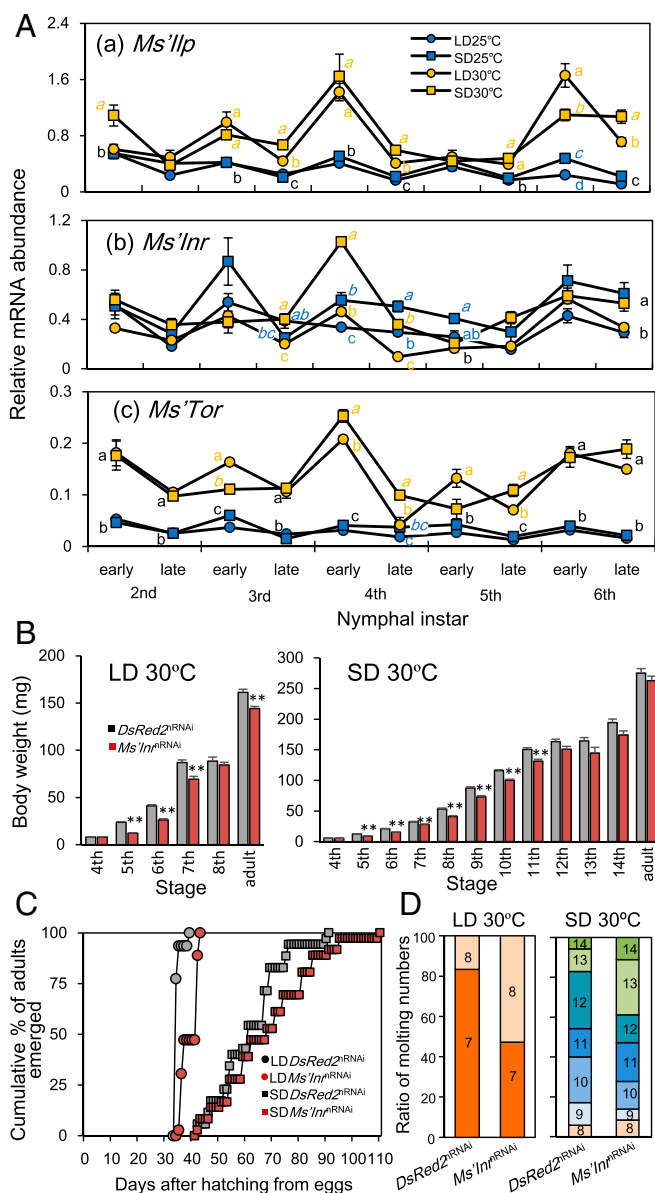 A
(a) Ms'Ilp
LD25℃
SD25℃
LD30℃
SD30℃
2.4
1.6
0.8
0
a a a a a a a a
a b a b b b a b
b b c b c b c d c
(b) Ms'Inr
1.2
0.8
0.4
0
Relative mRNA abundance
a a a a
ab b b a ab a
bc c c c c b b
(c) Ms'Tor
0.3
0.2
0.1
0
a a a a a a a a
b b b b b
b b c b c c bc c b b b
early late early late early late early late early late
2nd 3rd 4th 5th 6th
Nymphal instar
B
LD 30ºC
SD 30ºC
Body weight (mg)
200
150
100
50
0
DsRed2nRNAi
Ms'InrnRNAi
** ** ** **
4th 5th 6th 7th 8th adult
Stage
300
250
200
150
100
50
0
** ** ** ** ** ** **
4th 5th 6th 7th 8th 9th 10th 11th 12th 13th 14th adult
Stage
C
Cumulative % of adults
emerged
100
75
50
25
0
LD DsRed2nRNAi
LD Ms'InrnRNAi
SD DsRed2nRNAi
SD Ms'InrnRNAi
0 10 20 30 40 50 60 70 80 90 100 110
Days after hatching from eggs
D
LD 30ºC SD 30ºC
Ratio of molting numbers
100
80
60
40
20
0
8 7
8 7
14 13 12 11 10 9 8
14 13 12 11 10 9 8
DsRed2nRNAi
Ms'InrnRNAi
DsRed2nRNAi
Ms'InrnRNAi